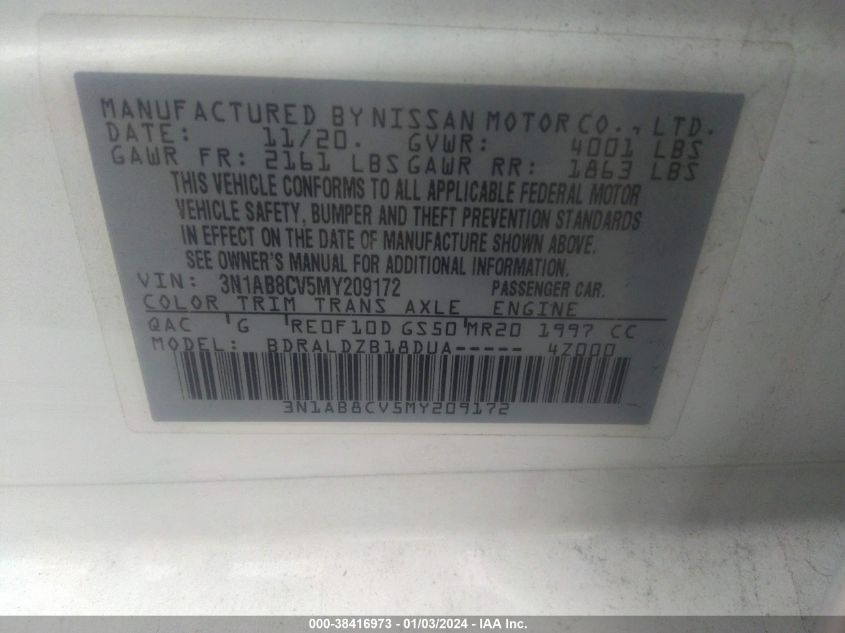 MANUFACTURED BY NISSAN MOTOR CO., LTD.
DATE: 11/20. GVWR: 4001 LBS
GAWR FR: 2161 LBS GAWR RR: 1863 LBS
THIS VEHICLE CONFORMS TO ALL APPLICABLE FEDERAL MOTOR
VEHICLE SAFETY, BUMPER AND THEFT PREVENTION STANDARDS
IN EFFECT ON THE DATE OF MANUFACTURE SHOWN ABOVE.
SEE OWNER'S MANUAL FOR ADDITIONAL INFORMATION.
VIN: 3N1AB8CV5MY209172 PASSENGER CAR.
COLOR TRIM TRANS AXLE ENGINE
QAC G RE0F10D GS50 MR20 1997 CC
MODEL: BDRALDZB18DUA----- 4Z000
3N1AB8CV5MY209172
000-38416973 - 01/03/2024 - IAA Inc.